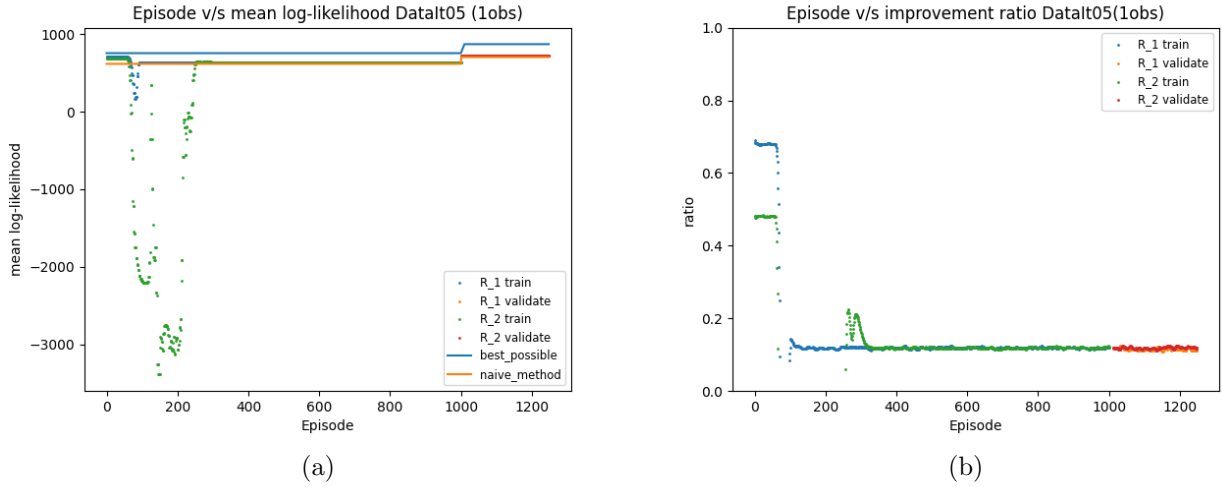 Episode v/s mean log-likelihood DataIt05 (1obs)
1000
0
−1000
−2000
−3000
mean log-likelihood
0 200 400 600 800 1000 1200
Episode
R_1 train
R_1 validate
R_2 train
R_2 validate
best_possible
naive_method
(a)
Episode v/s improvement ratio DataIt05(1obs)
1.0
0.8
0.6
0.4
0.2
0.0
ratio
0 200 400 600 800 1000 1200
Episode
R_1 train
R_1 validate
R_2 train
R_2 validate
(b)